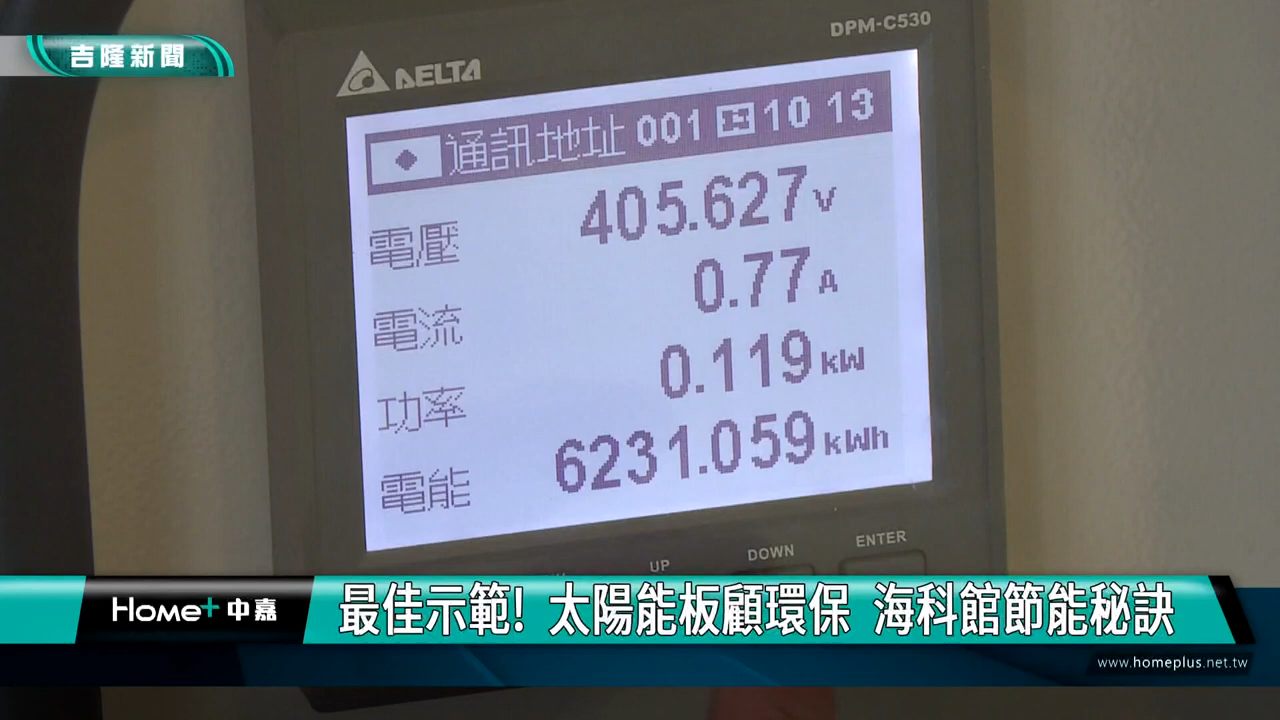 吉隆新聞
DPM-C530
DELTA
通訊地址 001 10 13
電壓 405.627 V
電流 0.77 A
功率 0.119 kW
電能 6231.059 kWh
UP DOWN ENTER
Home+中嘉
最佳示範! 太陽能板顧環保 海科館節能秘訣
www.homeplus.net.tw